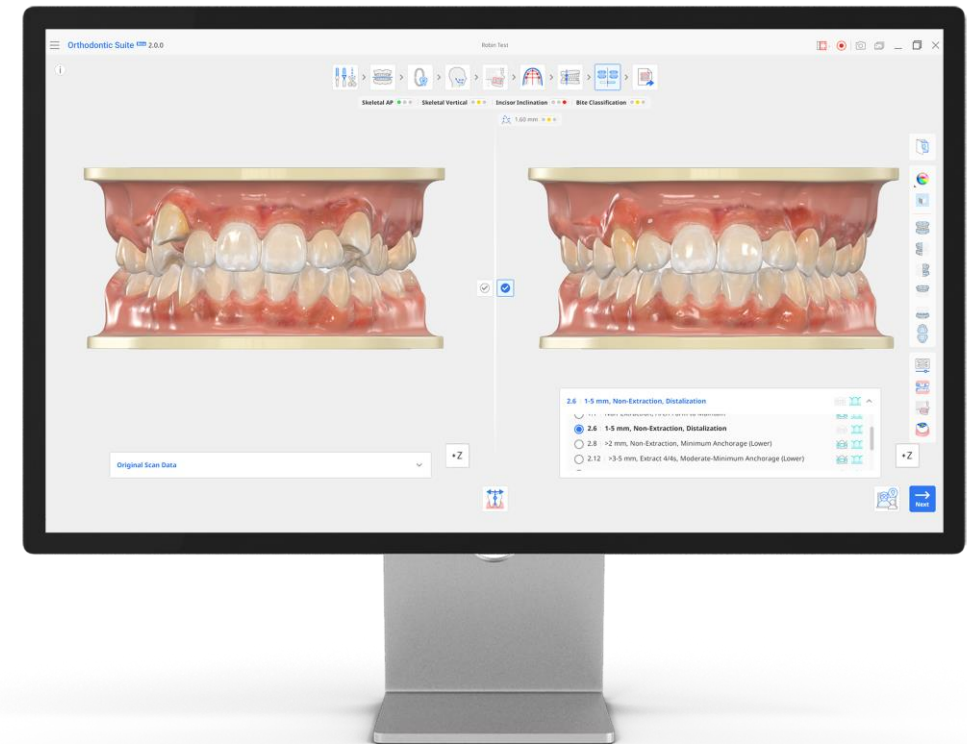 Orthodontic Suite 2.0.0
Robin Test
Skeletal AP
Skeletal Vertical
Incisor Inclination
Bite Classification
1.60 mm
2.6 1-5 mm, Non-Extraction, Distalization
2.6 1-5 mm, Non-Extraction, Distalization
2.8 >2 mm, Non-Extraction, Minimum Anchorage (Lower)
2.12 >3-5 mm, Extract 4/4s, Moderate-Minimum Anchorage (Lower)
Original Scan Data
+Z
+Z
Next